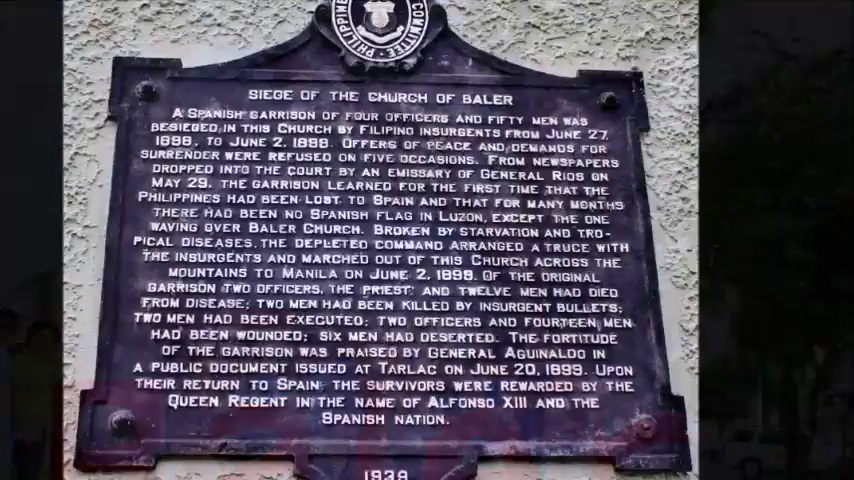 PHILIPPINE COMMITTEE
SIEGE OF THE CHURCH OF BALER
A SPANISH GARRISON OF FOUR OFFICERS AND FIFTY MEN WAS
BESIEGED IN THIS CHURCH BY FILIPINO INSURGENTS FROM JUNE 27,
1898, TO JUNE 2, 1899. OFFERS OF PEACE AND DEMANDS FOR
SURRENDER WERE REFUSED ON FIVE OCCASIONS. FROM NEWSPAPERS
DROPPED INTO THE COURT BY AN EMISSARY OF GENERAL RIOS ON
MAY 29, THE GARRISON LEARNED FOR THE FIRST TIME THAT THE
PHILIPPINES HAD BEEN LOST TO SPAIN AND THAT FOR MANY MONTHS
THERE HAD BEEN NO SPANISH FLAG IN LUZON, EXCEPT THE ONE
WAVING OVER BALER CHURCH. BROKEN BY STARVATION AND TRO-
PICAL DISEASES, THE DEPLETED COMMAND ARRANGED A TRUCE WITH
THE INSURGENTS AND MARCHED OUT OF THIS CHURCH ACROSS THE
MOUNTAINS TO MANILA ON JUNE 2, 1899. OF THE ORIGINAL
GARRISON TWO OFFICERS, THE PRIEST AND TWELVE MEN HAD DIED
FROM DISEASE; TWO MEN HAD BEEN KILLED BY INSURGENT BULLETS;
TWO MEN HAD BEEN EXECUTED; TWO OFFICERS AND FOURTEEN MEN
HAD BEEN WOUNDED; SIX MEN HAD DESERTED. THE FORTITUDE
OF THE GARRISON WAS PRAISED BY GENERAL AGUINALDO IN
A PUBLIC DOCUMENT ISSUED AT TARLAC ON JUNE 20, 1899. UPON
THEIR RETURN TO SPAIN THE SURVIVORS WERE REWARDED BY THE
QUEEN REGENT IN THE NAME OF ALFONSO XIII AND THE
SPANISH NATION.
1939